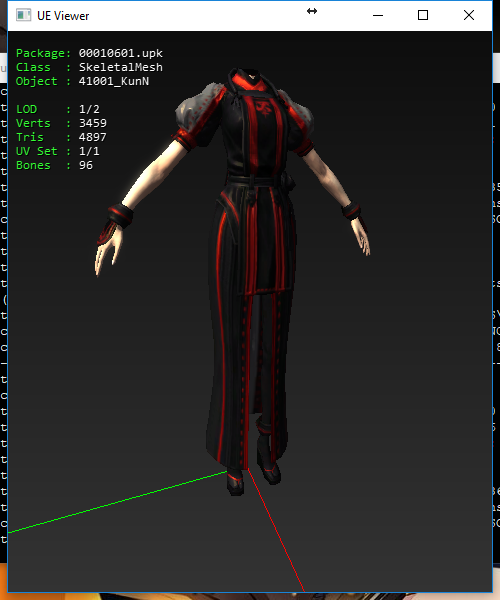 UE Viewer
Package: 00010601.upk
Class : SkeletalMesh
Object : 41001_KunN
LOD : 1/2
Verts : 3459
Tris : 4897
UV Set : 1/1
Bones : 96